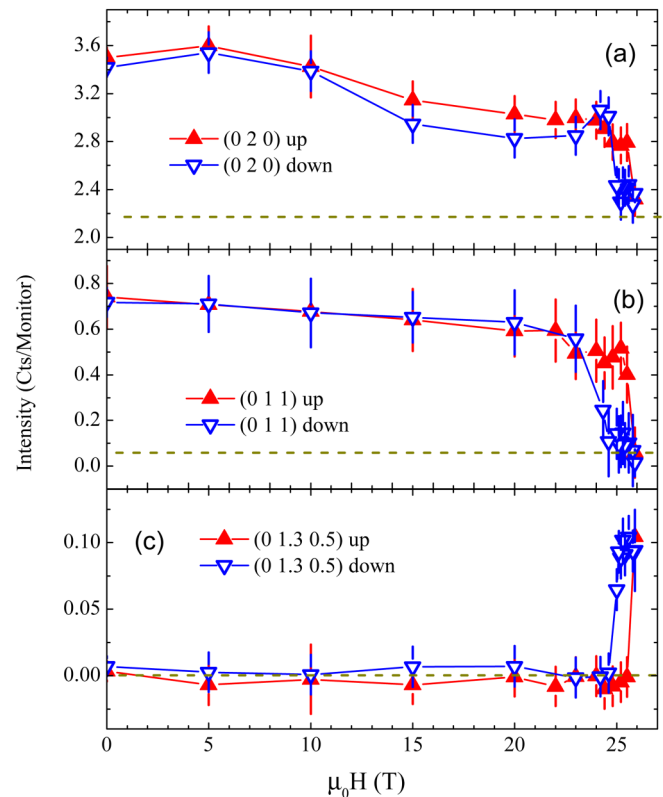 (a)
3.6
3.2
2.8
2.4
2.0
(0 2 0) up
(0 2 0) down
(b)
0.8
0.6
0.4
0.2
0.0
(0 1 1) up
(0 1 1) down
Intensity (Cts/Monitor)
(c)
0.10
0.05
0.00
(0 1.3 0.5) up
(0 1.3 0.5) down
0 5 10 15 20 25
μ₀H (T)